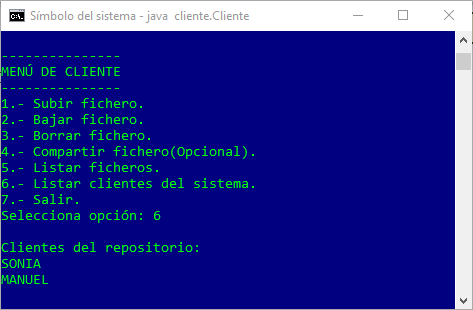 Símbolo del sistema - java cliente.Cliente
---------------
MENÚ DE CLIENTE
---------------
1.- Subir fichero.
2.- Bajar fichero.
3.- Borrar fichero.
4.- Compartir fichero(Opcional).
5.- Listar ficheros.
6.- Listar clientes del sistema.
7.- Salir.
Selecciona opción: 6
Clientes del repositorio:
SONIA
MANUEL